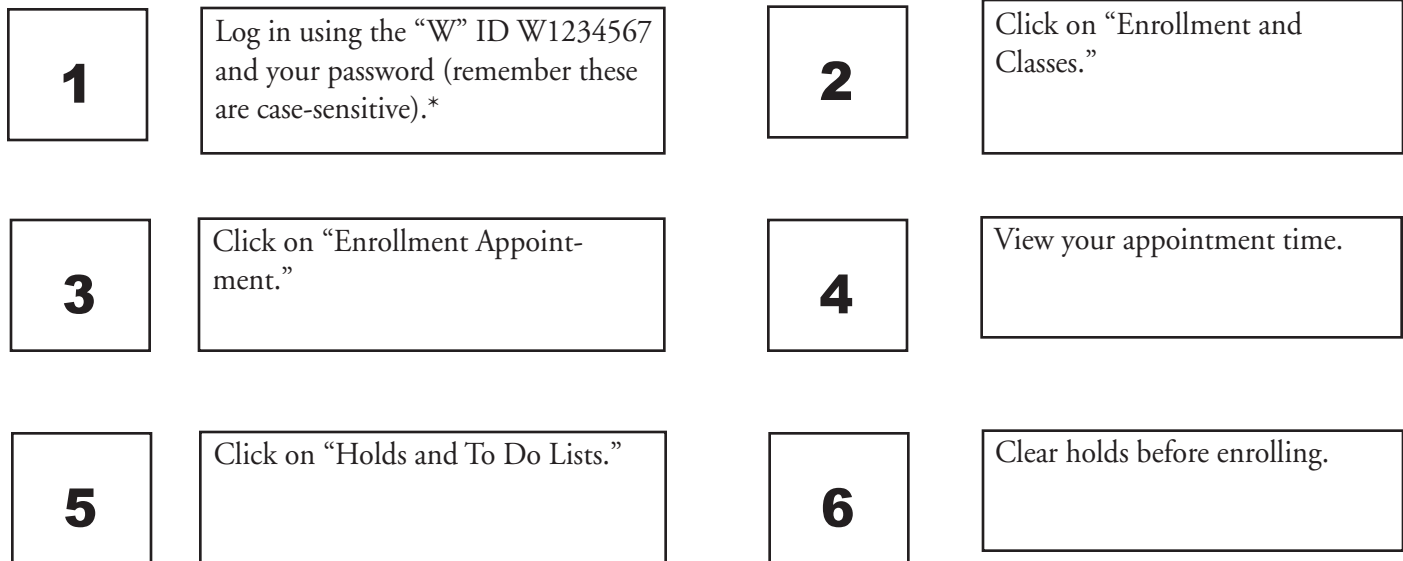 1
Log in using the “W” ID W1234567
and your password (remember these
are case-sensitive).*
2
Click on “Enrollment and
Classes.”
3
Click on “Enrollment Appoint-
ment.”
4
View your appointment time.
5
Click on “Holds and To Do Lists.”
6
Clear holds before enrolling.